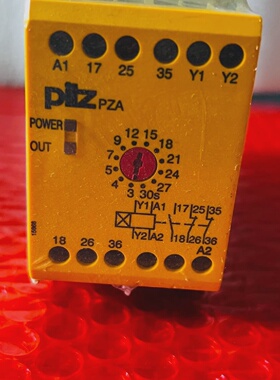 A1 17 25 35 Y1 Y2
pilz PZA
POWER
OUT
12 15
9 18
7 21
5 24
4 27
3 30s
Y1 A1 17 25 35
Y2 A2 18 26 36
18 26 36 A2